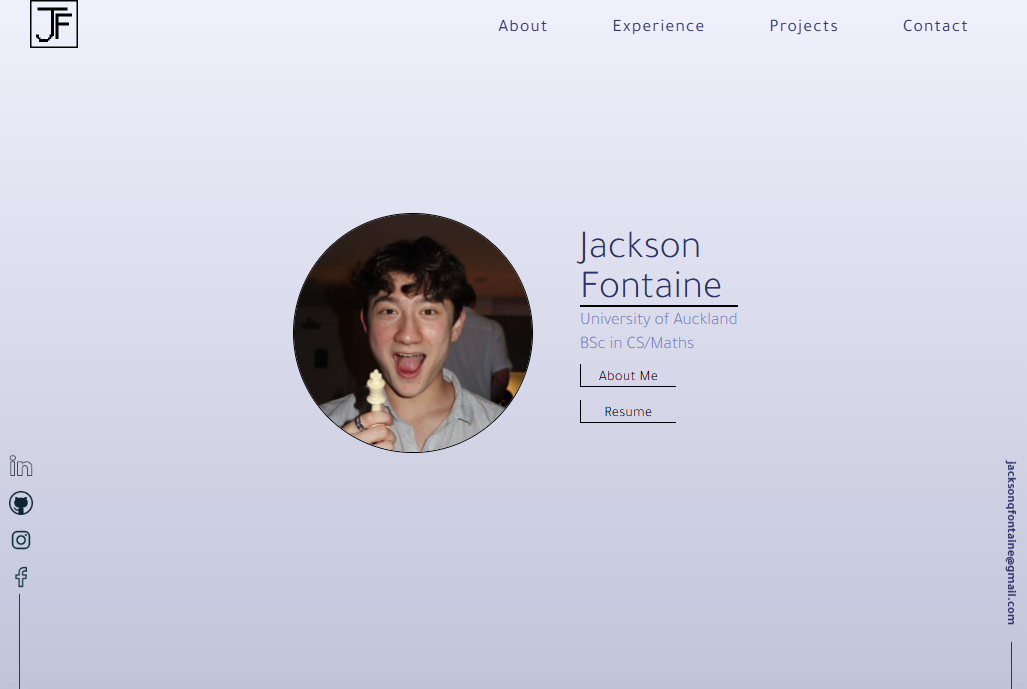 JF
About
Experience
Projects
Contact
Jackson
Fontaine
University of Auckland
BSc in CS/Maths
About Me
Resume
in
jacksonqfontaine@gmail.com